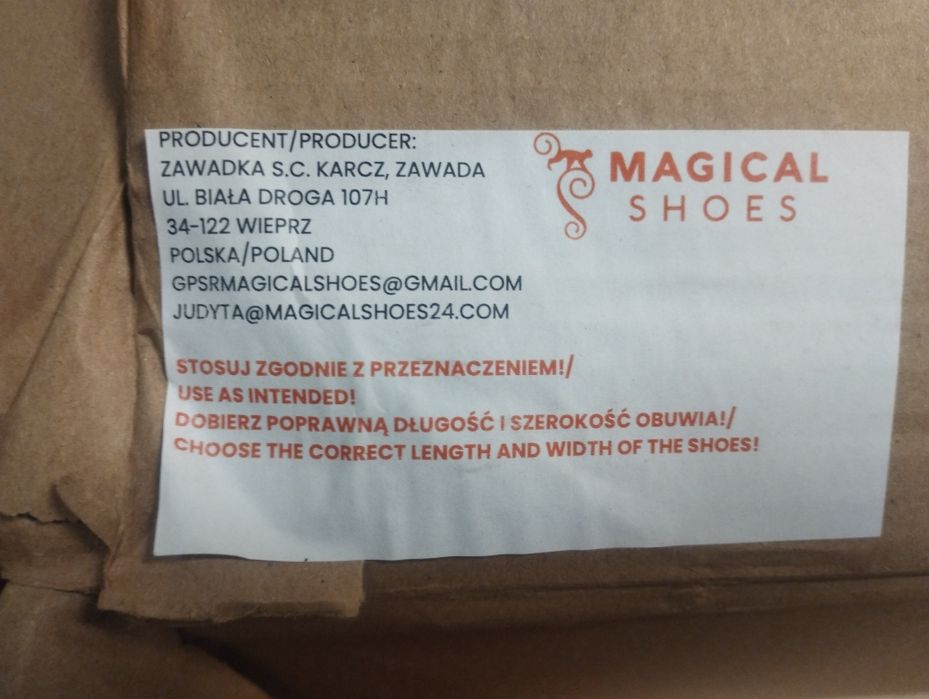 PRODUCENT/PRODUCER:
ZAWADKA S.C. KARCZ, ZAWADA
UL. BIAŁA DROGA 107H
34-122 WIEPRZ
POLSKA/POLAND
GPSRMAGICALSHOES@GMAIL.COM
JUDYTA@MAGICALSHOES24.COM
MAGICAL
SHOES
STOSUJ ZGODNIE Z PRZEZNACZENIEM!/
USE AS INTENDED!
DOBIERZ POPRAWNĄ DŁUGOŚĆ I SZEROKOŚĆ OBUWIA!/
CHOOSE THE CORRECT LENGTH AND WIDTH OF THE SHOES!